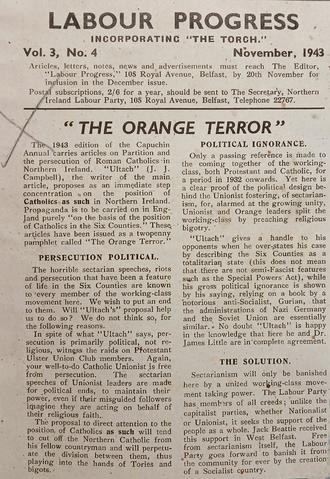 LABOUR PROGRESS
INCORPORATING "THE TORCH."
Vol. 3, No. 4 November, 1943
Articles, letters, notes, news and advertisements must reach The Editor,
"Labour Progress," 108 Royal Avenue, Belfast, by 20th November for
inclusion in the December issue.
Postal subscriptions, 2/6 for a year, should be sent to The Secretary, Northern
Ireland Labour Party, 108 Royal Avenue, Belfast, Telephone 22767.
"THE ORANGE TERROR"
The 1943 edition of the Capuchin
Annual carries articles on Partition and
the persecution of Roman Catholics in
Northern Ireland. "Ultach" (J. J.
Campbell), the writer of the main
article, proposes as an immediate step
concentration on the position of
Catholics as such in Northern Ireland.
Propaganda is to be carried on in Eng-
land purely "on the basis of the position
of Catholics in the Six Counties." These
articles have been issued as a twopenny
pamphlet called "The Orange Terror."
PERSECUTION POLITICAL.
The horrible sectarian speeches, riots
and persecution that have been a feature
of life in the Six Counties are known
to every member of the working-class
movement here. We wish to put an end
to them. Will "Ultach's" proposal help
us to do so? We do not think so, for
the following reasons.
In spite of what "Ultach" says, per-
secution is primarily political, not re-
ligious, witness the raids on Protestant
Ulster Union Club members. Again,
your well-to-do Catholic Unionist is free
from persecution. The sectarian
speeches of Unionist leaders are made
for political ends, to maintain their
power, even if their misguided followers
imagine they are acting on behalf of
their religious faith.
The proposal to direct attention to the
position of Catholics as such will tend
to cut off the Northern Catholic from
his fellow countryman and will perpetu-
ate the division between them, thus
playing into the hands of Tories and
bigots.
POLITICAL IGNORANCE.
Only a passing reference is made to
the coming together of the working-
class, both Protestant and Catholic, for
a period in 1932 onwards. Yet here is
a clear proof of the political design be-
hind the Unionist fostering, of sectarian-
ism, for, alarmed at the growing unity,
Unionist and Orange leaders split the
working-class by preaching religious
bigotry.
"Ultach" gives a handle to his
opponents when he over-states his case
by describing the Six Counties as a
totalitarian state (this does not mean
that there are not semi-Fascist features
such as the Special Powers Act), while
his gross political ignorance is shown
by his saying, relying on a book by a
notorious anti-Socialist, Gurian, that
the administrations of Nazi Germany
and the Soviet Union are essentially
similar. No doubt "Ultach" is happy
in the knowledge that here he and Dr.
James Little are in complete agreement.
THE SOLUTION.
Sectarianism will only be banished
here by a united working-class move-
ment taking power. The Labour Party
has members of all creeds; unlike the
capitalist parties, whether Nationalist
or Unionist, it seeks the support of the
people as a whole. Jack Beattie received
this support in West Belfast. Free
from sectarianism itself, the Labour
Party goes forward to banish it from
the community for ever by the creation
of a Socialist country.